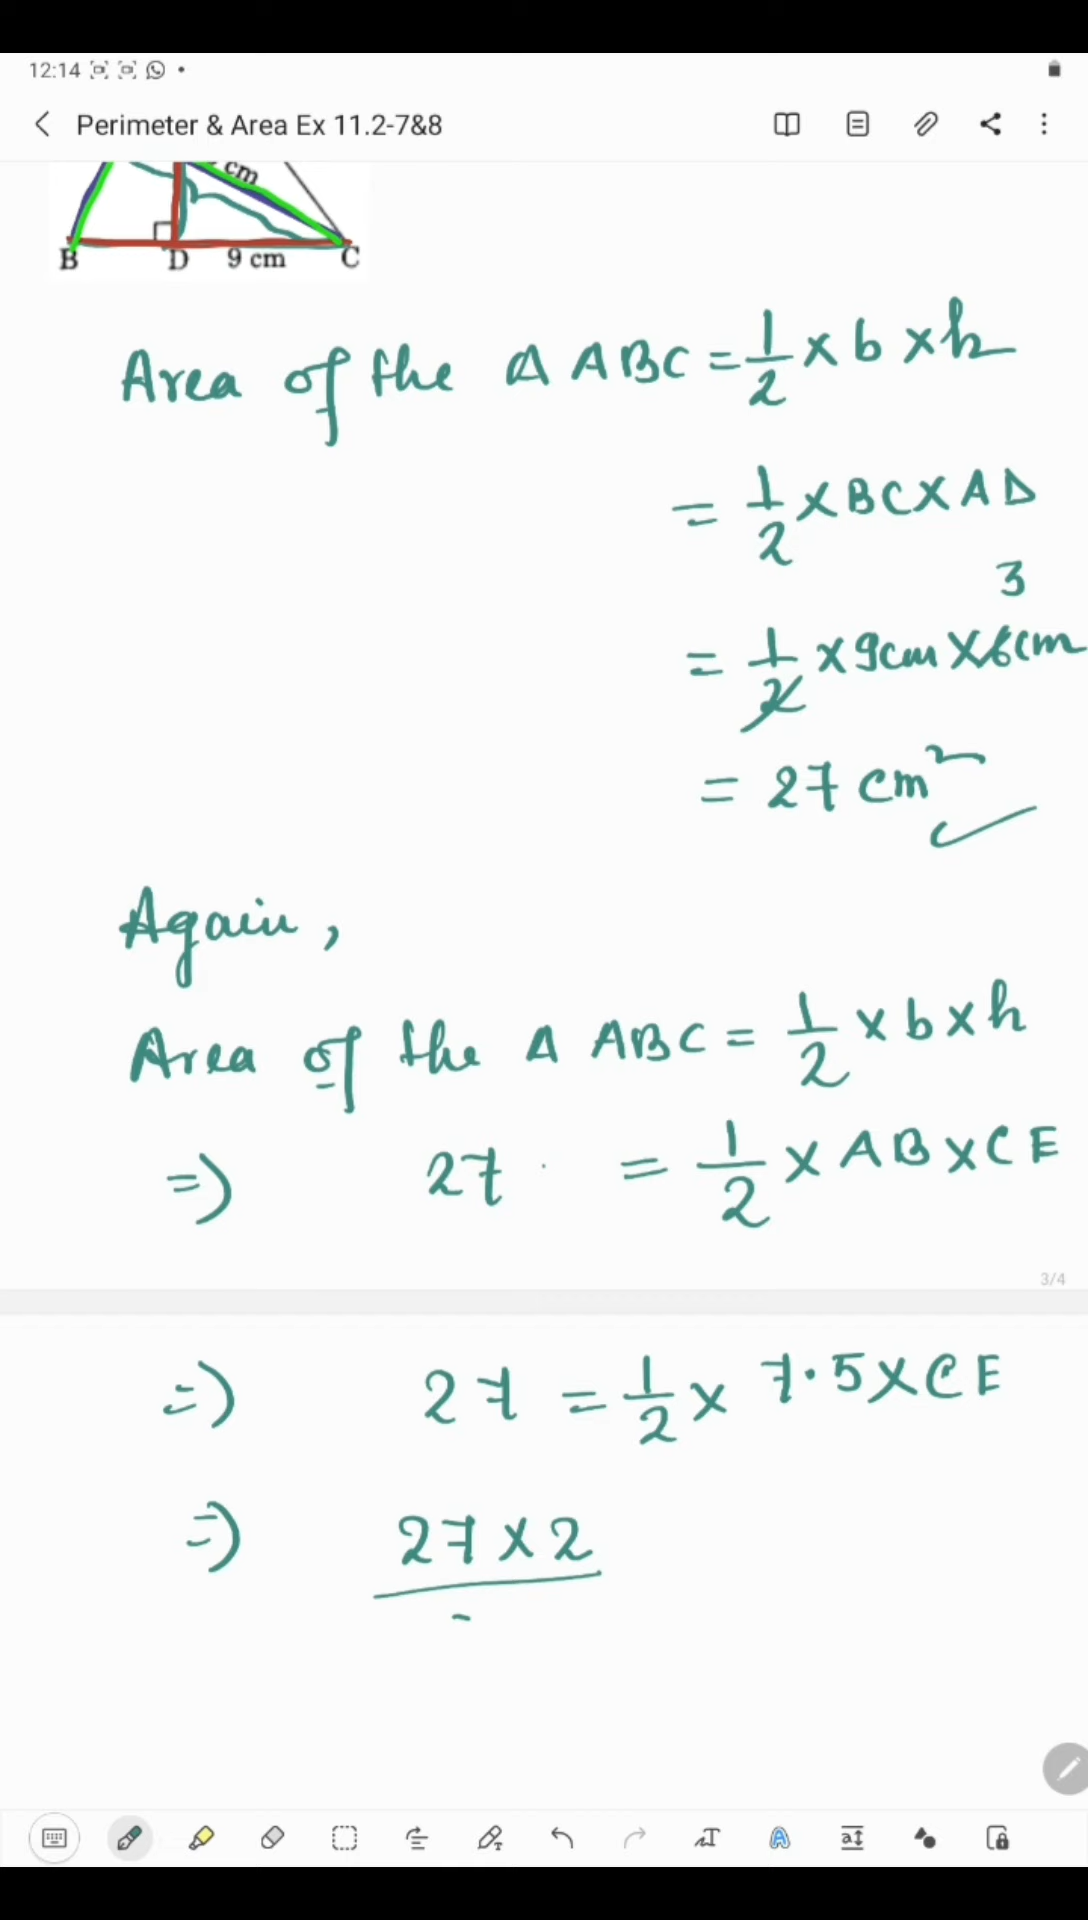 12:14
Perimeter & Area Ex 11.2-7&8
cm
B D 9 cm C
Area of the Δ ABC = 1/2 × b × h
= 1/2 × BC × AD
3
= 1/2 × 9cm × 6cm
= 27 cm²
Again,
Area of the Δ ABC = 1/2 × b × h
=) 27 = 1/2 × AB × CE
3/4
=) 27 = 1/2 × 7.5 × CE
=) 27 × 2